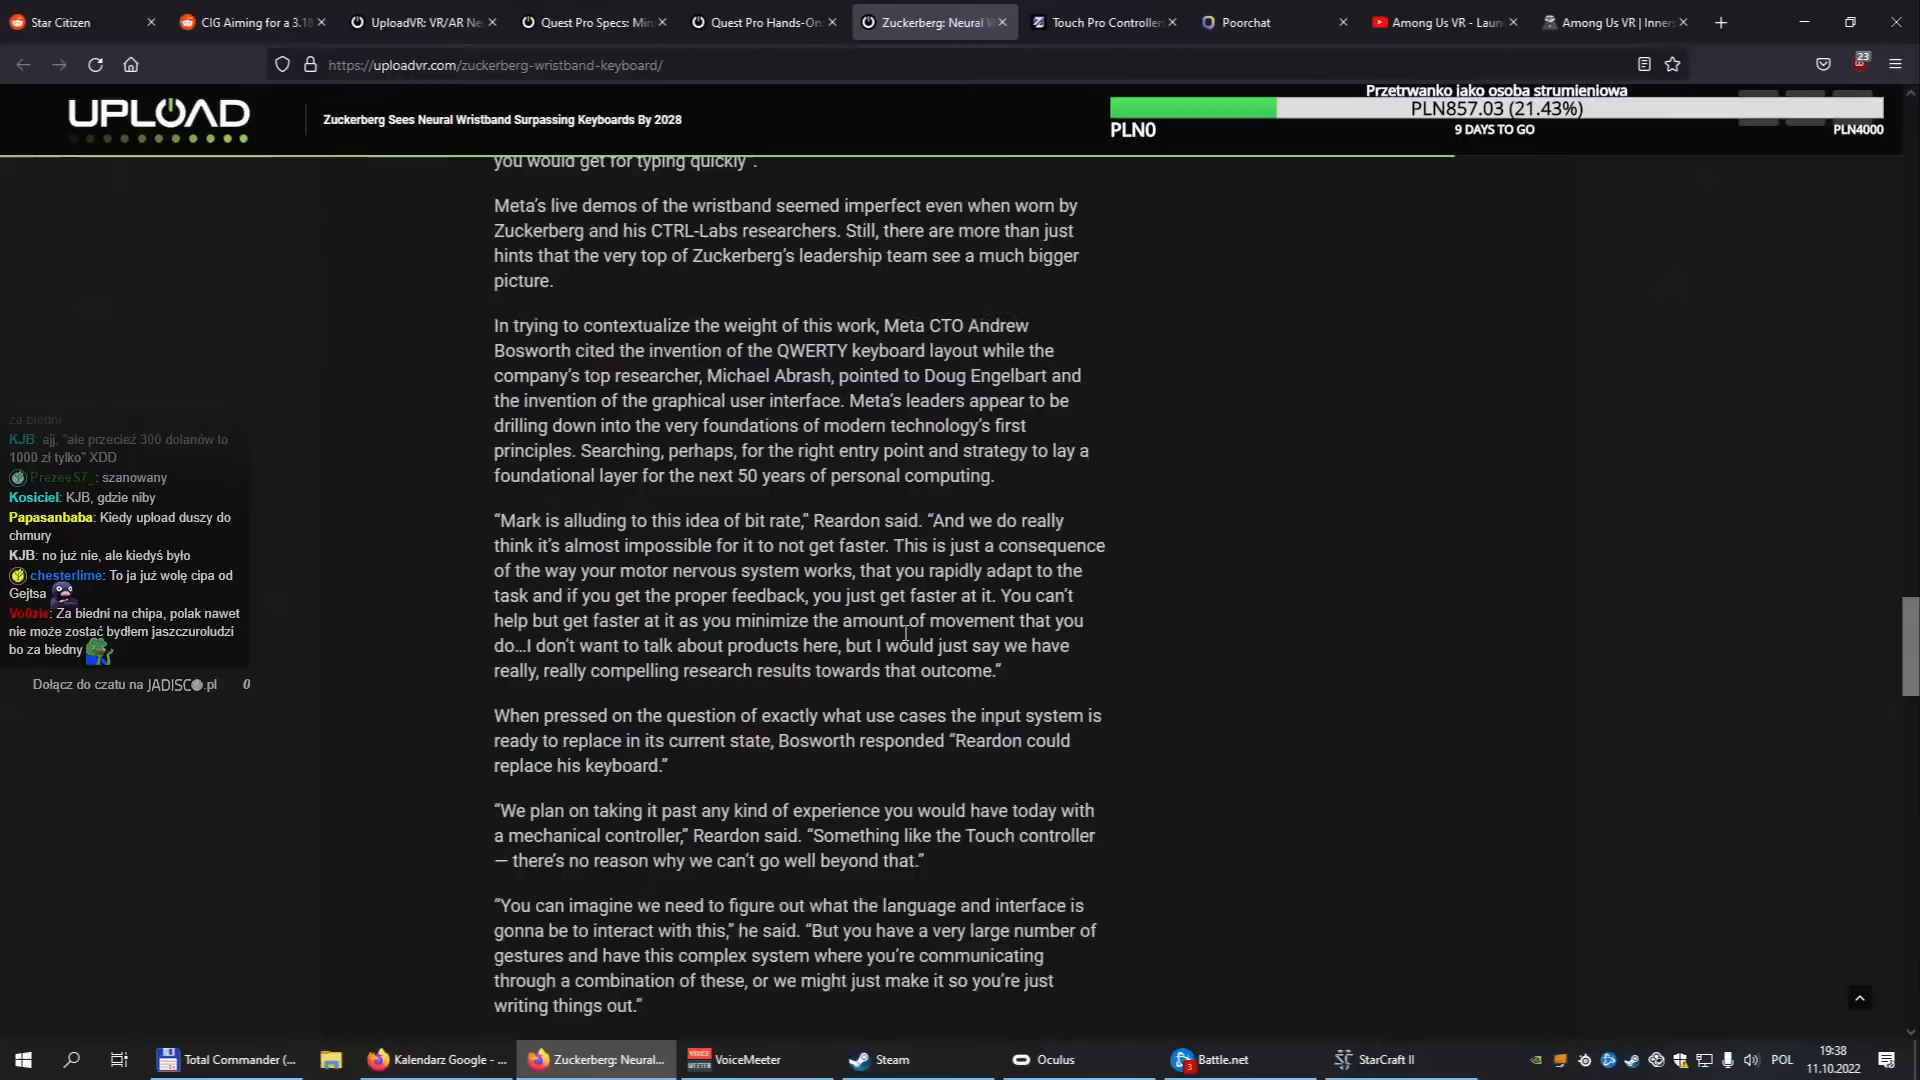 Star Citizen
CIG Aiming for a 3.18
UploadVR: VR/AR Ne
Quest Pro Specs: Min
Quest Pro Hands-On
Zuckerberg: Neural W
Touch Pro Controller
Poorchat
Among Us VR - Laun
Among Us VR | Inner
https://uploadvr.com/zuckerberg-wristband-keyboard/
23
UPLOAD
Zuckerberg Sees Neural Wristband Surpassing Keyboards By 2028
Przetrwanko jako osoba strumieniowa
PLN857.03 (21.43%)
PLN0
9 DAYS TO GO
PLN4000
you would get for typing quickly”.
Meta’s live demos of the wristband seemed imperfect even when worn by
Zuckerberg and his CTRL-Labs researchers. Still, there are more than just
hints that the very top of Zuckerberg’s leadership team see a much bigger
picture.
In trying to contextualize the weight of this work, Meta CTO Andrew
Bosworth cited the invention of the QWERTY keyboard layout while the
company’s top researcher, Michael Abrash, pointed to Doug Engelbart and
the invention of the graphical user interface. Meta’s leaders appear to be
drilling down into the very foundations of modern technology’s first
principles. Searching, perhaps, for the right entry point and strategy to lay a
foundational layer for the next 50 years of personal computing.
“Mark is alluding to this idea of bit rate,” Reardon said. “And we do really
think it’s almost impossible for it to not get faster. This is just a consequence
of the way your motor nervous system works, that you rapidly adapt to the
task and if you get the proper feedback, you just get faster at it. You can’t
help but get faster at it as you minimize the amount of movement that you
do…I don’t want to talk about products here, but I would just say we have
really, really compelling research results towards that outcome.”
When pressed on the question of exactly what use cases the input system is
ready to replace in its current state, Bosworth responded “Reardon could
replace his keyboard.”
“We plan on taking it past any kind of experience you would have today with
a mechanical controller,” Reardon said. “Something like the Touch controller
— there’s no reason why we can’t go well beyond that.”
“You can imagine we need to figure out what the language and interface is
gonna be to interact with this,” he said. “But you have a very large number of
gestures and have this complex system where you’re communicating
through a combination of these, or we might just make it so you’re just
writing things out.”
za biedni
KJB: ajj, "ale przecież 300 dolanów to
1000 zł tylko" XDD
PrezeeS7_: szanowany
Kosiciel: KJB, gdzie niby
Papasanbaba: Kiedy upload duszy do
chmury
KJB: no już nie, ale kiedyś było
chesterlime: To ja już wolę cipa od
Gejtsa
Vo0zie: Za biedni na chipa, polak nawet
nie może zostać bydłem jaszczuroludzi
bo za biedny
Dołącz do czatu na JADISCO.pl 0
Total Commander (...
Kalendarz Google - ...
Zuckerberg: Neural...
VOICE MEETER
VoiceMeeter
Steam
Oculus
3
Battle.net
StarCraft II
POL
19:38
11.10.2022